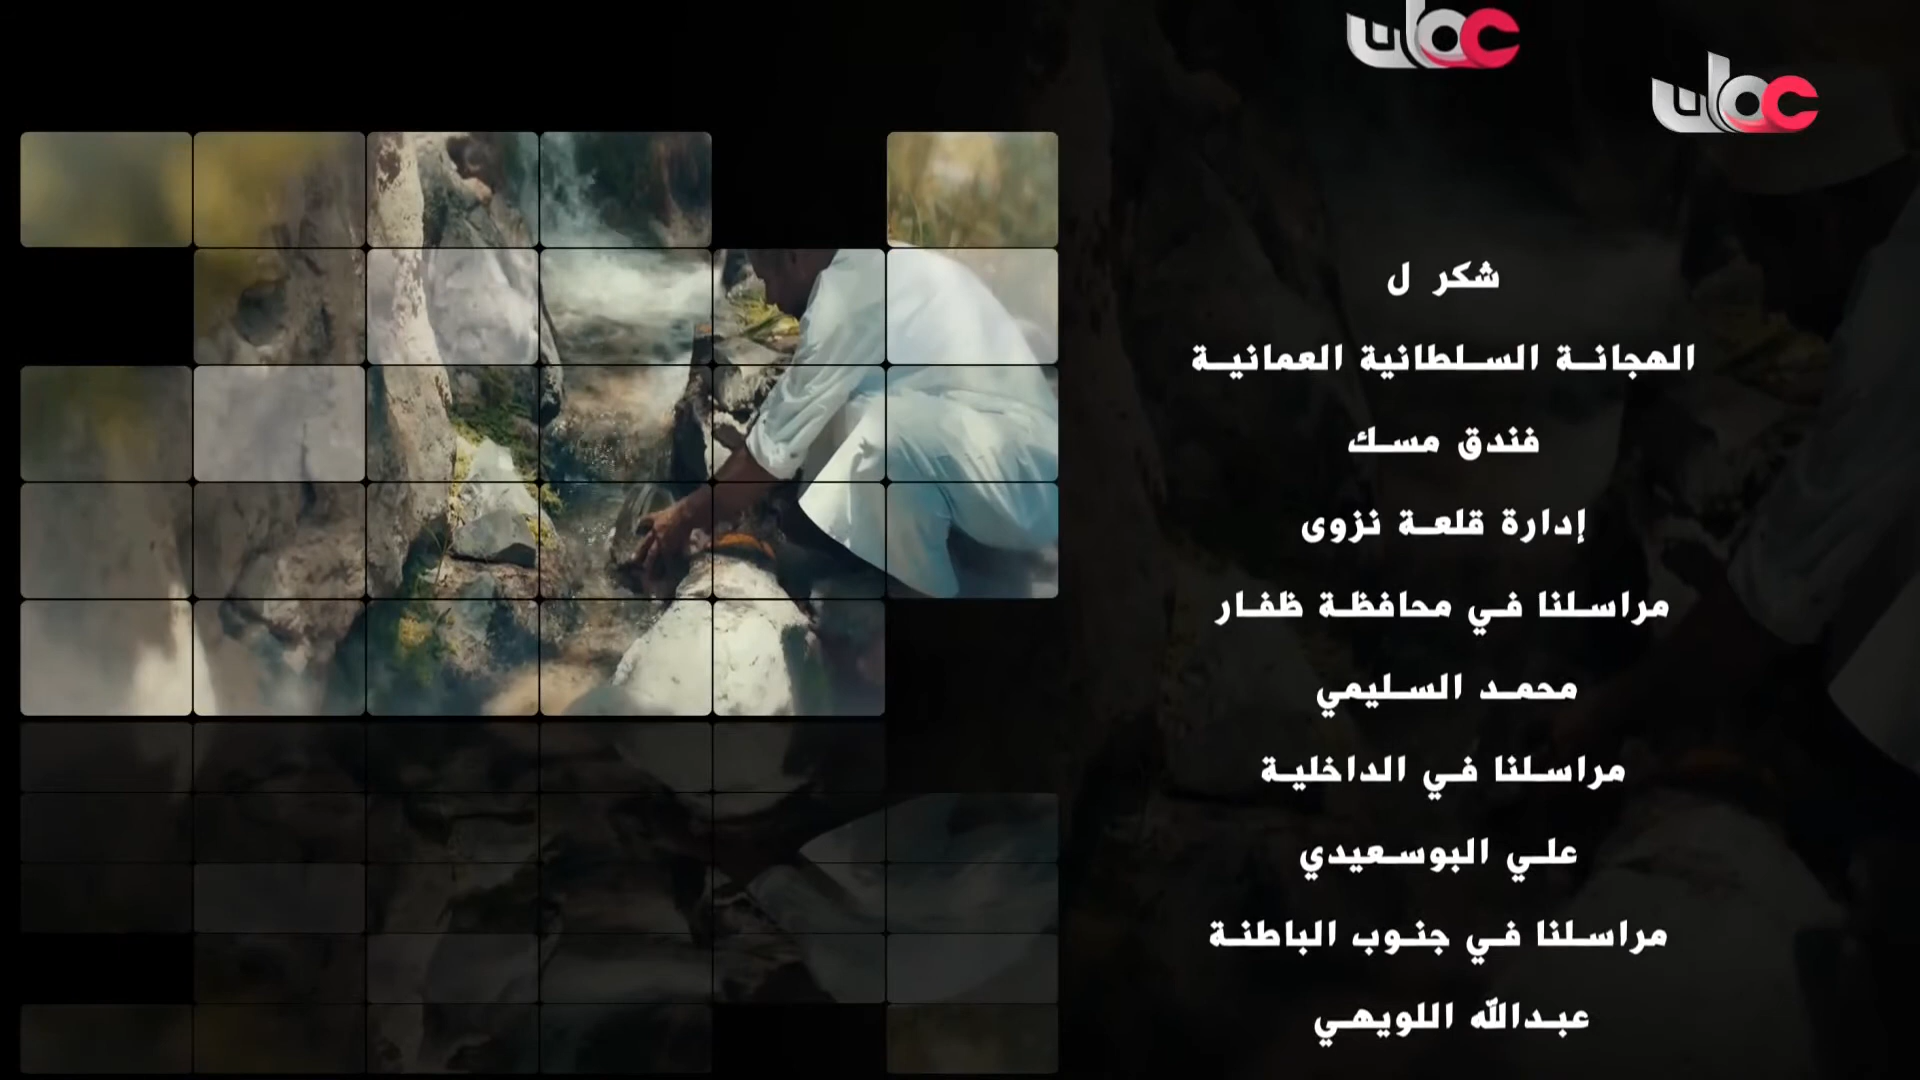 عمان
عمان
شكر ل
الهجانة السلطانية العمانية
فندق مسك
إدارة قلعة نزوى
مراسلنا في محافظة ظفار
محمد السليمي
مراسلنا في الداخلية
علي البوسعيدي
مراسلنا في جنوب الباطنة
عبدالله اللويهي